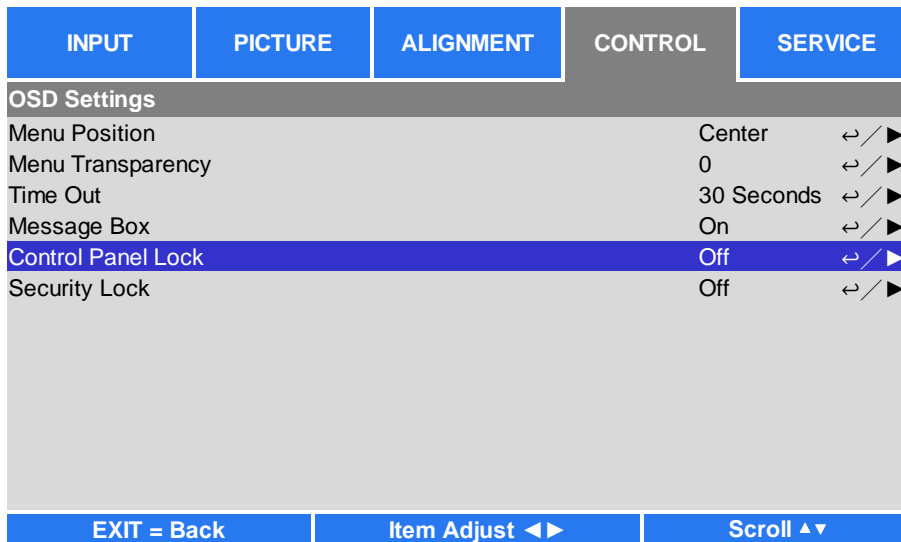 INPUT PICTURE ALIGNMENT CONTROL SERVICE
OSD Settings
Menu Position Center ↩／▶
Menu Transparency 0 ↩／▶
Time Out 30 Seconds ↩／▶
Message Box On ↩／▶
Control Panel Lock Off ↩／▶
Security Lock Off ↩／▶
EXIT = Back Item Adjust ◀▶ Scroll ▲▼